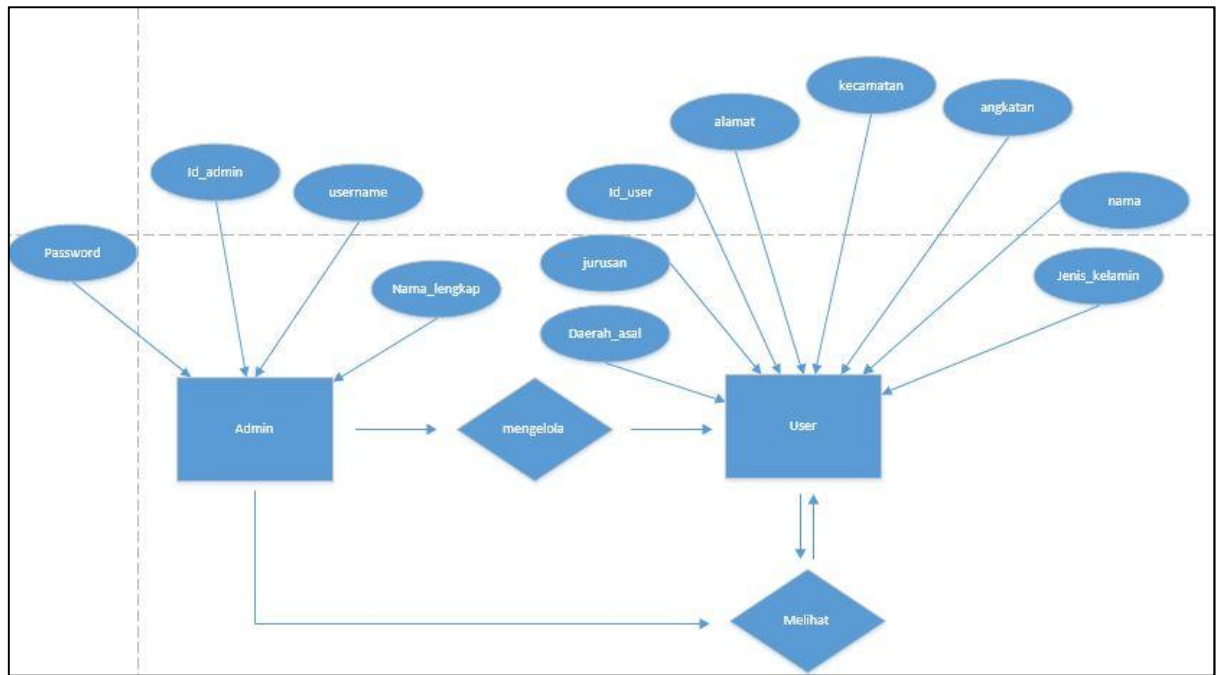 kecamatan
angkatan
alamat
Id_admin
username
Id_user
nama
Password
jurusan
Jenis_kelamin
Nama_lengkap
Daerah_asal
Admin
mengelola
User
Melihat